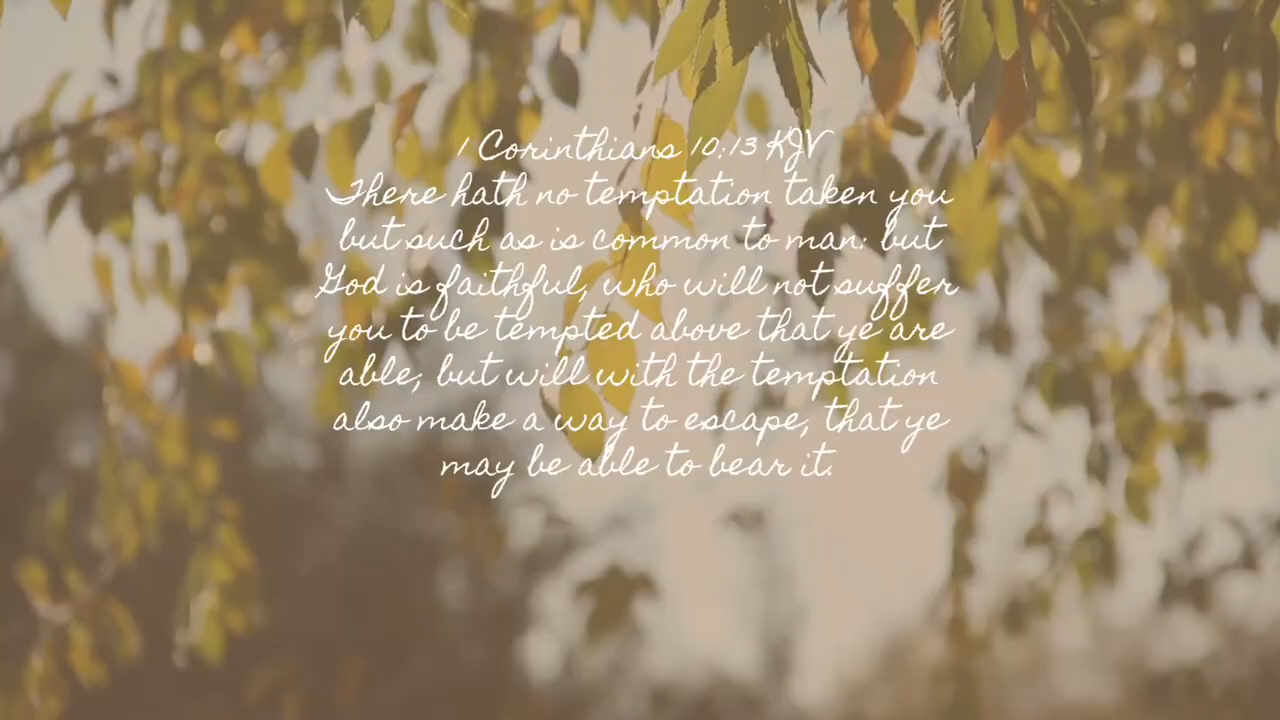 1 Corinthians 10:13 KJV
There hath no temptation taken you
but such as is common to man: but
God is faithful, who will not suffer
you to be tempted above that ye are
able; but will with the temptation
also make a way to escape, that ye
may be able to bear it.